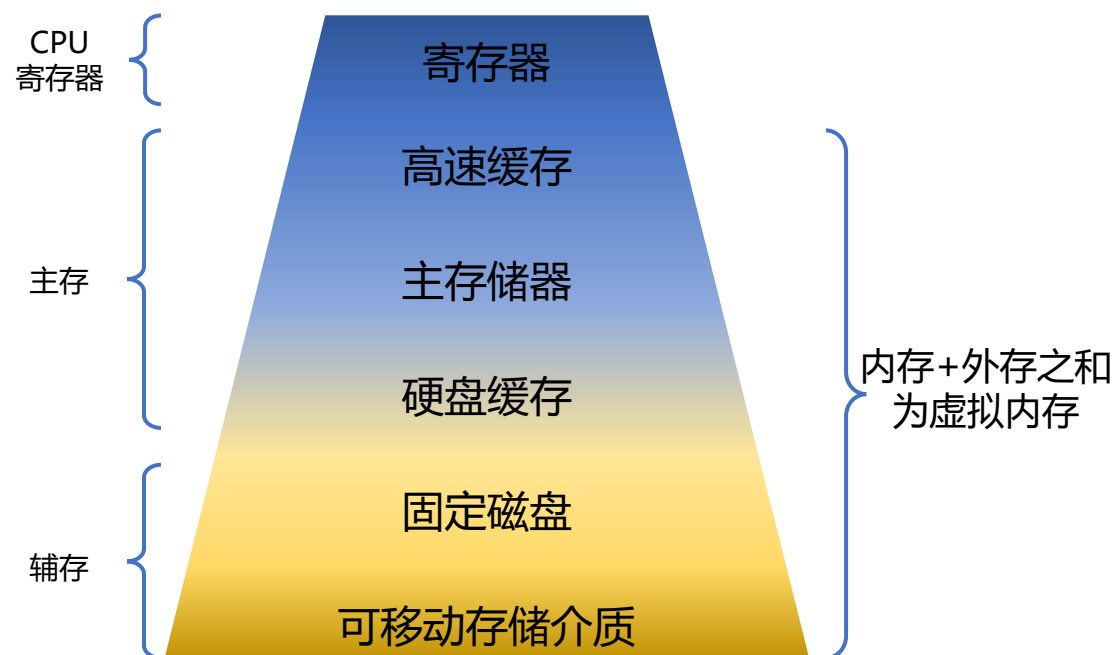 CPU
寄存器
寄存器
高速缓存
主存
主存储器
硬盘缓存
内存+外存之和
为虚拟内存
固定磁盘
辅存
可移动存储介质